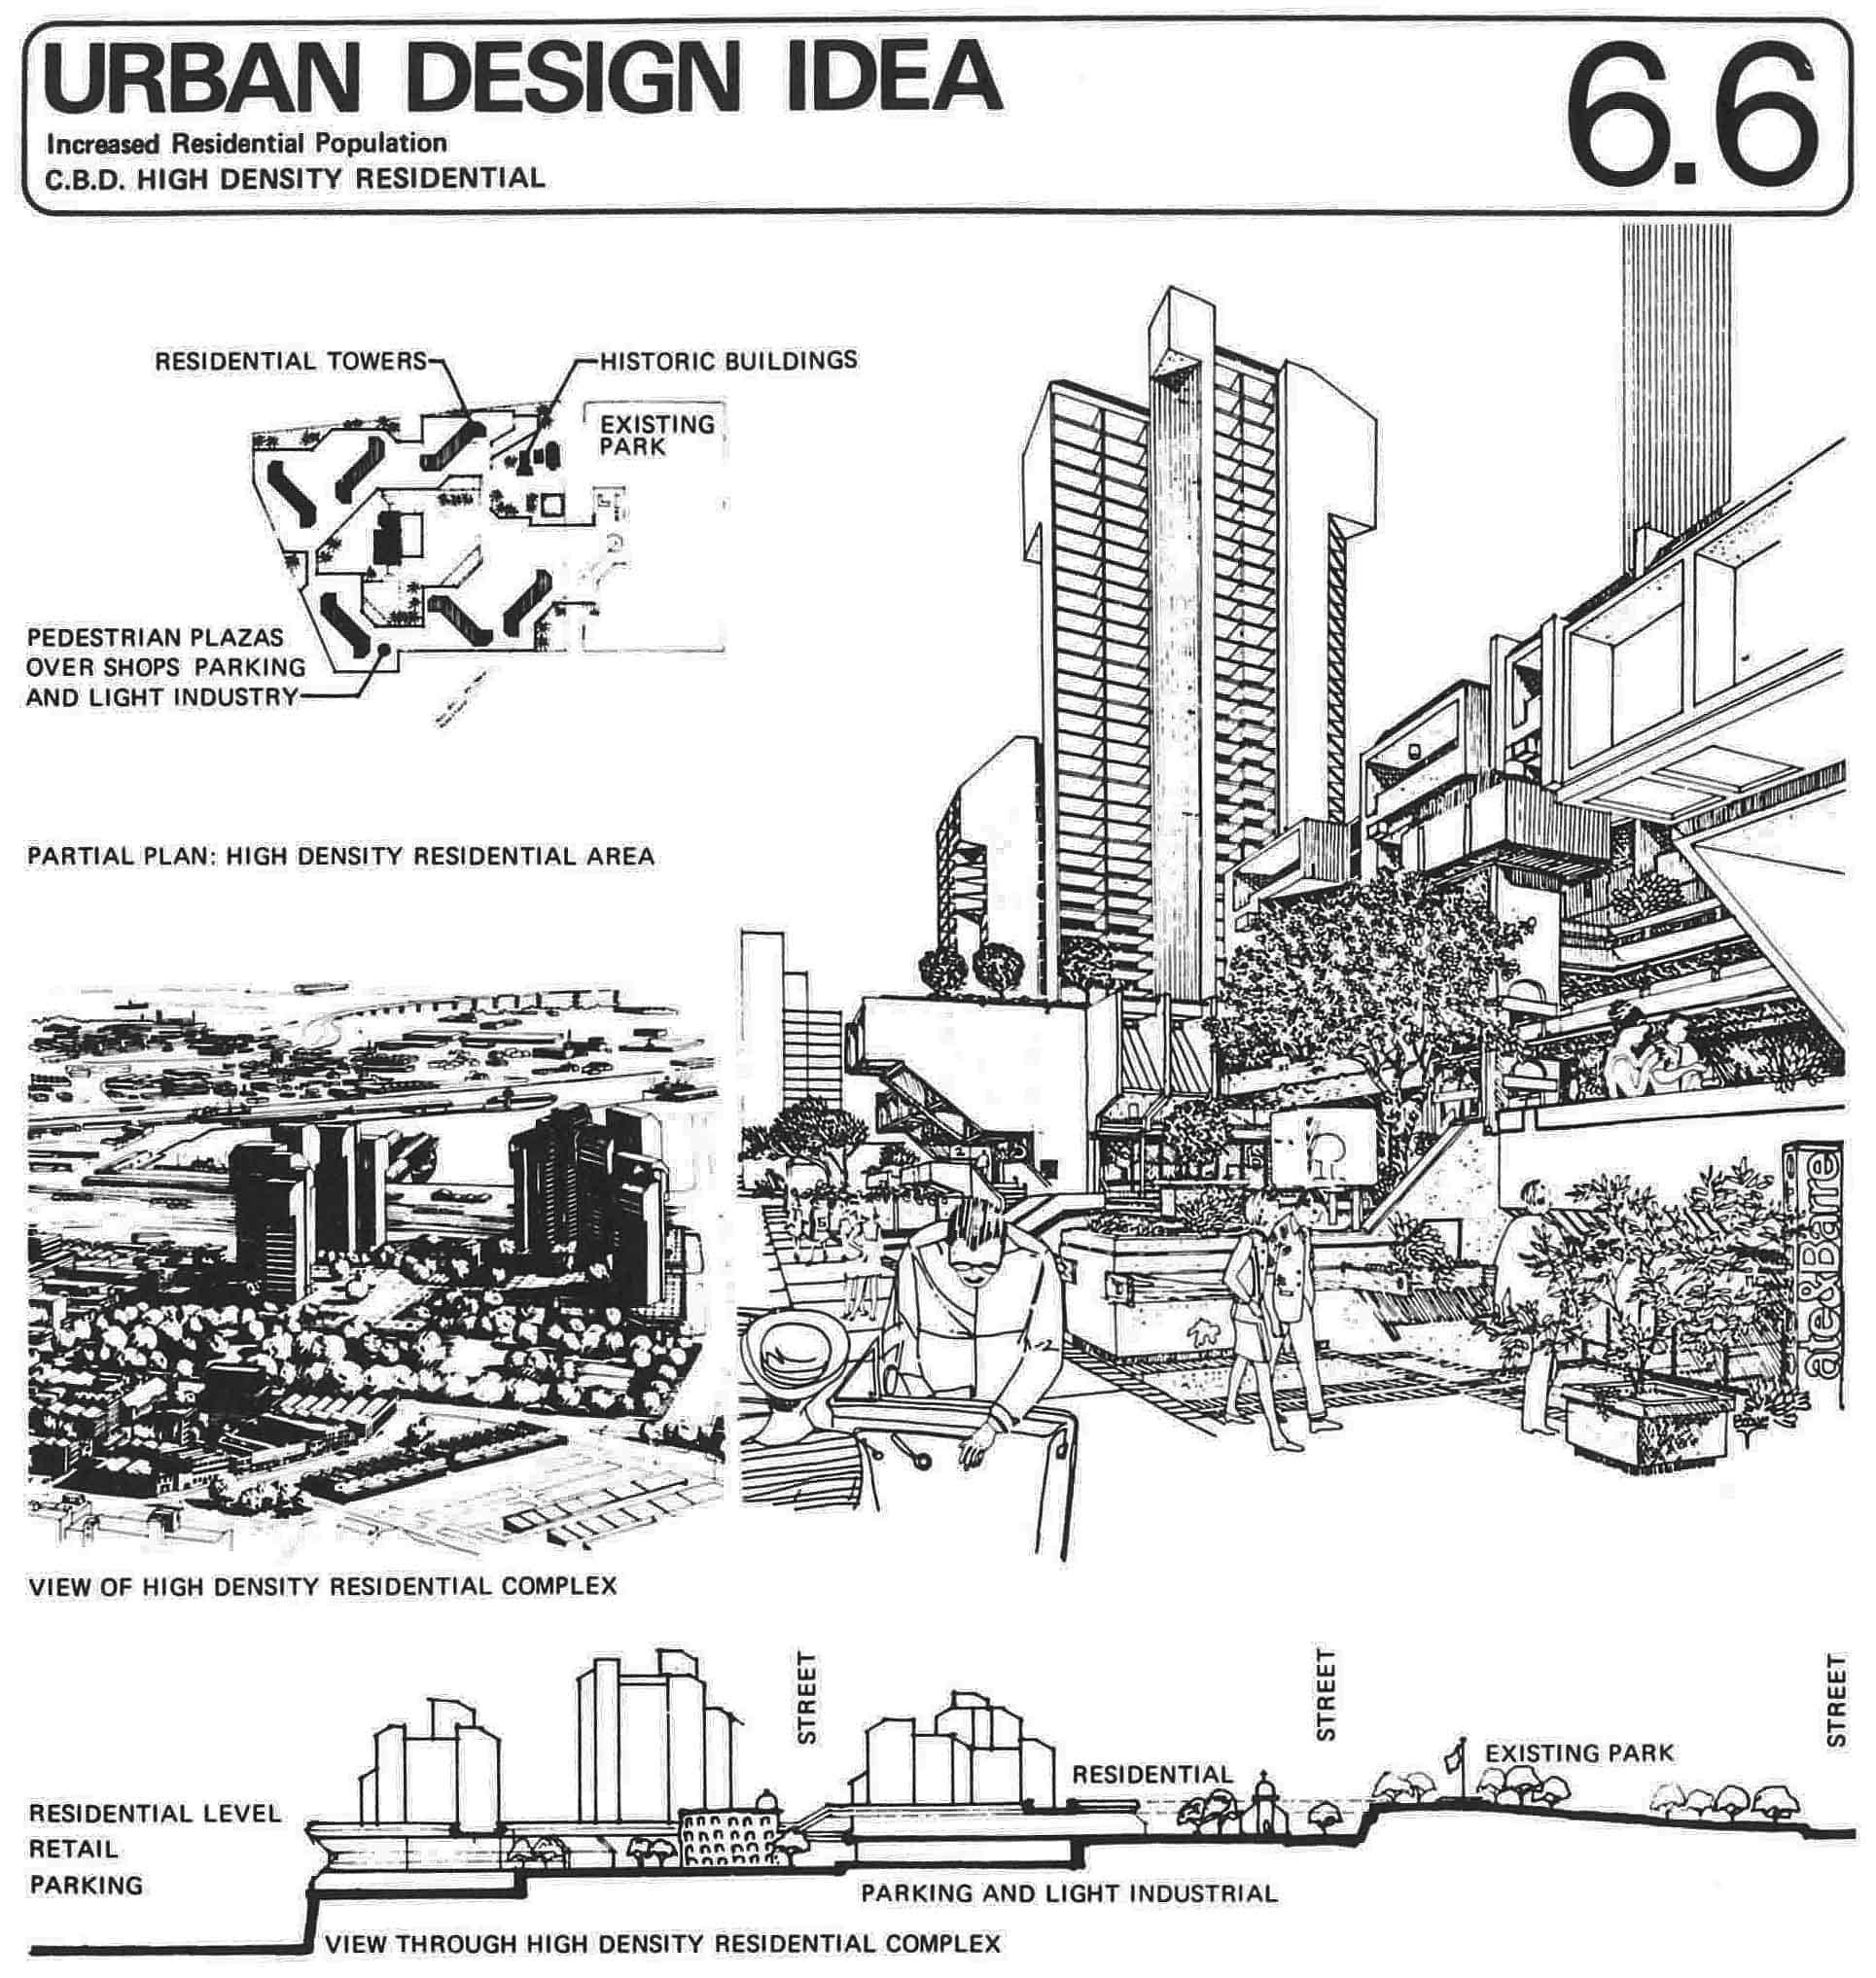 URBAN DESIGN IDEA
Increased Residential Population
C.B.D. HIGH DENSITY RESIDENTIAL
6.6
RESIDENTIAL TOWERS
HISTORIC BUILDINGS
EXISTING
PARK
PEDESTRIAN PLAZAS
OVER SHOPS PARKING
AND LIGHT INDUSTRY
PARTIAL PLAN: HIGH DENSITY RESIDENTIAL AREA
VIEW OF HIGH DENSITY RESIDENTIAL COMPLEX
STREET
STREET
STREET
RESIDENTIAL
EXISTING PARK
RESIDENTIAL LEVEL
RETAIL
PARKING
PARKING AND LIGHT INDUSTRIAL
VIEW THROUGH HIGH DENSITY RESIDENTIAL COMPLEX